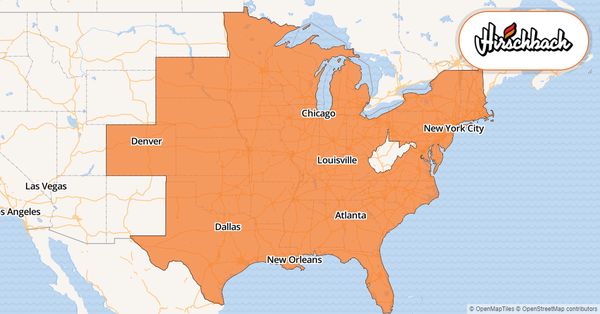 Hirschbach
Chicago
New York City
Denver
Louisville
Las Vegas
s Angeles
Atlanta
Dallas
New Orleans
© OpenMapTiles © OpenStreetMap contributors